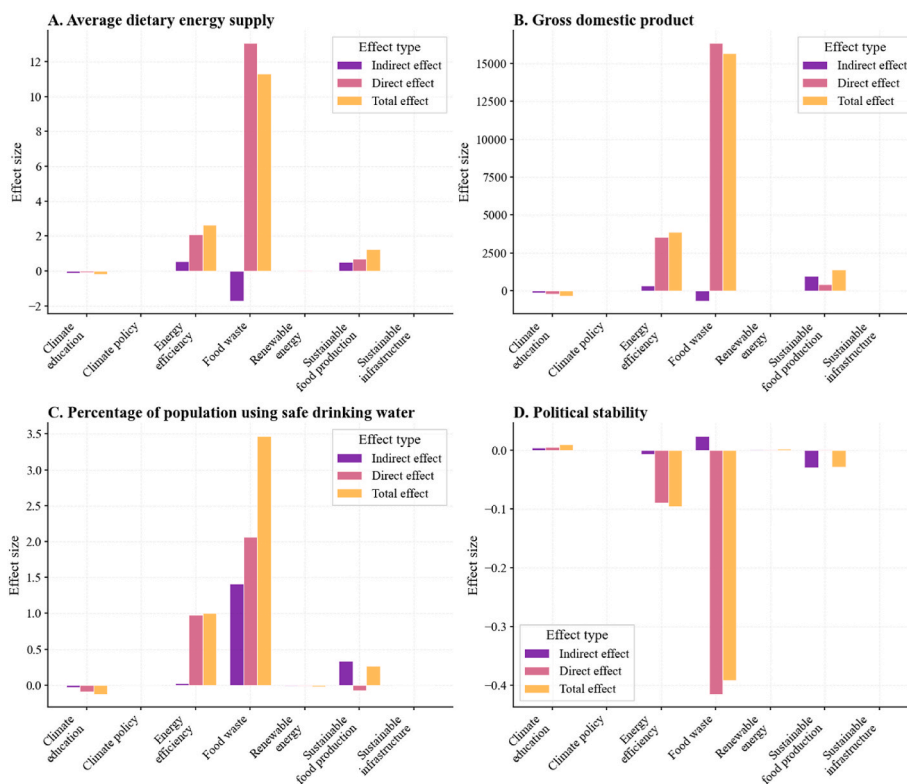 A. Average dietary energy supply
Effect size
12
10
8
6
4
2
0
−2
Effect type
Indirect effect
Direct effect
Total effect
Climate
education
Climate policy
Energy
efficiency
Food waste
Renewable
energy
Sustainable
food production
Sustainable
infrastructure
B. Gross domestic product
Effect size
15000
12500
10000
7500
5000
2500
0
Effect type
Indirect effect
Direct effect
Total effect
Climate
education
Climate policy
Energy
efficiency
Food waste
Renewable
energy
Sustainable
food production
Sustainable
infrastructure
C. Percentage of population using safe drinking water
Effect size
3.5
3.0
2.5
2.0
1.5
1.0
0.5
0.0
Effect type
Indirect effect
Direct effect
Total effect
Climate
education
Climate policy
Energy
efficiency
Food waste
Renewable
energy
Sustainable
food production
Sustainable
infrastructure
D. Political stability
Effect size
0.0
−0.1
−0.2
−0.3
−0.4
Effect type
Indirect effect
Direct effect
Total effect
Climate
education
Climate policy
Energy
efficiency
Food waste
Renewable
energy
Sustainable
food production
Sustainable
infrastructure